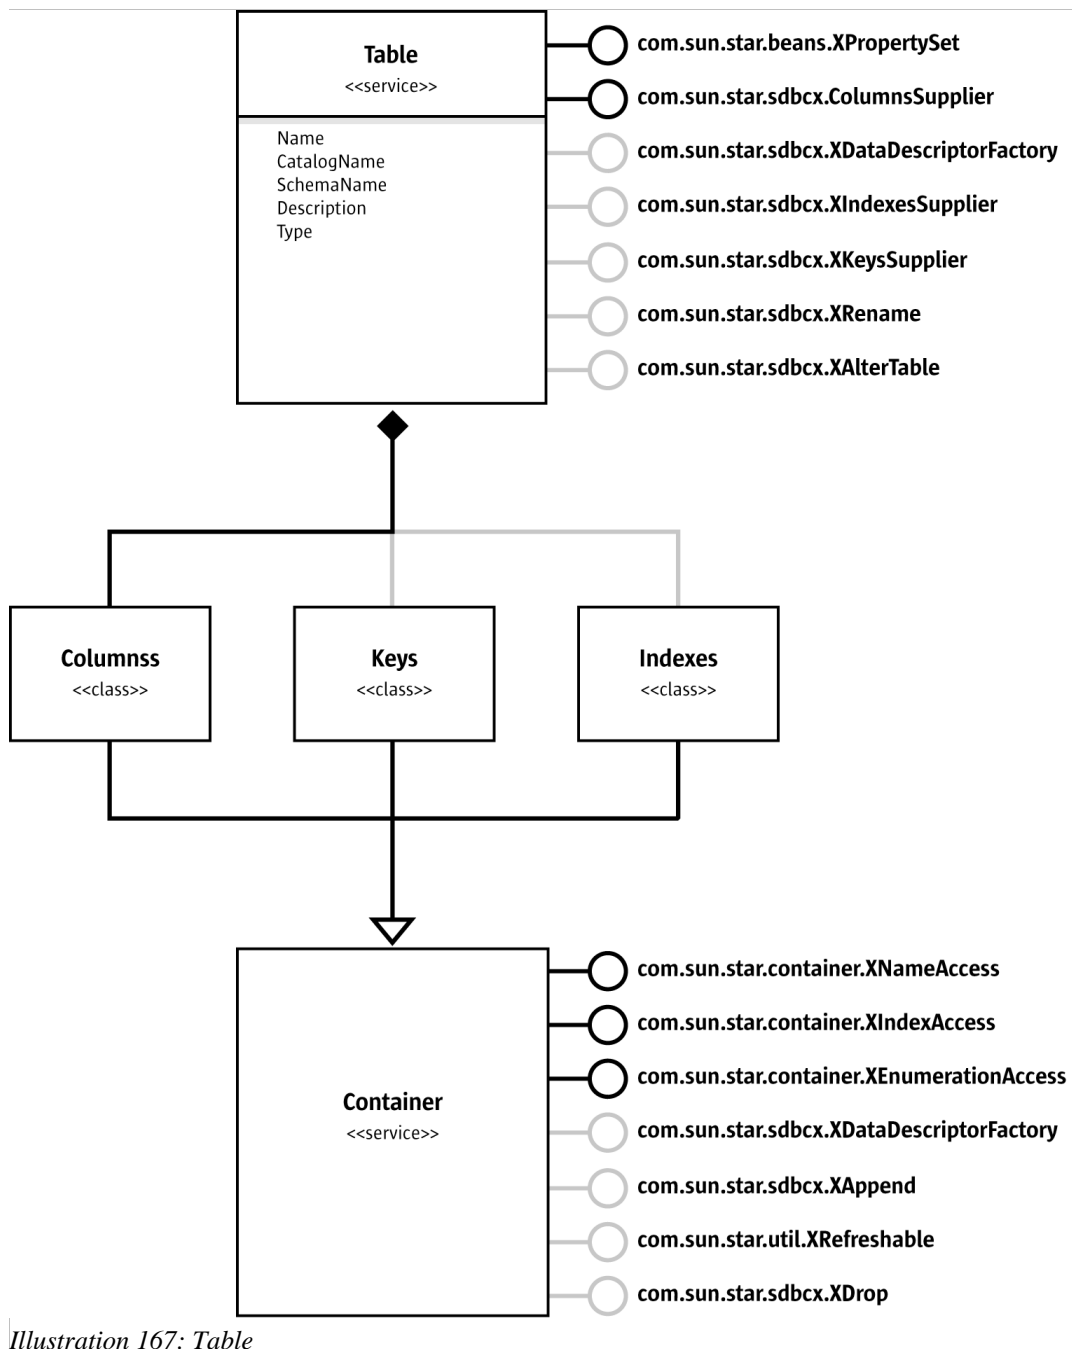 Table
<<service>>
Name
CatalogName
SchemaName
Description
Type
com.sun.star.beans.XPropertySet
com.sun.star.sdbcx.ColumnsSupplier
com.sun.star.sdbcx.XDataDescriptorFactory
com.sun.star.sdbcx.XIndexesSupplier
com.sun.star.sdbcx.XKeysSupplier
com.sun.star.sdbcx.XRename
com.sun.star.sdbcx.XAlterTable
Columnss
<<class>>
Keys
<<class>>
Indexes
<<class>>
Container
<<service>>
com.sun.star.container.XNameAccess
com.sun.star.container.XIndexAccess
com.sun.star.container.XEnumerationAccess
com.sun.star.sdbcx.XDataDescriptorFactory
com.sun.star.sdbcx.XAppend
com.sun.star.util.XRefreshable
com.sun.star.sdbcx.XDrop
Illustration 167: Table